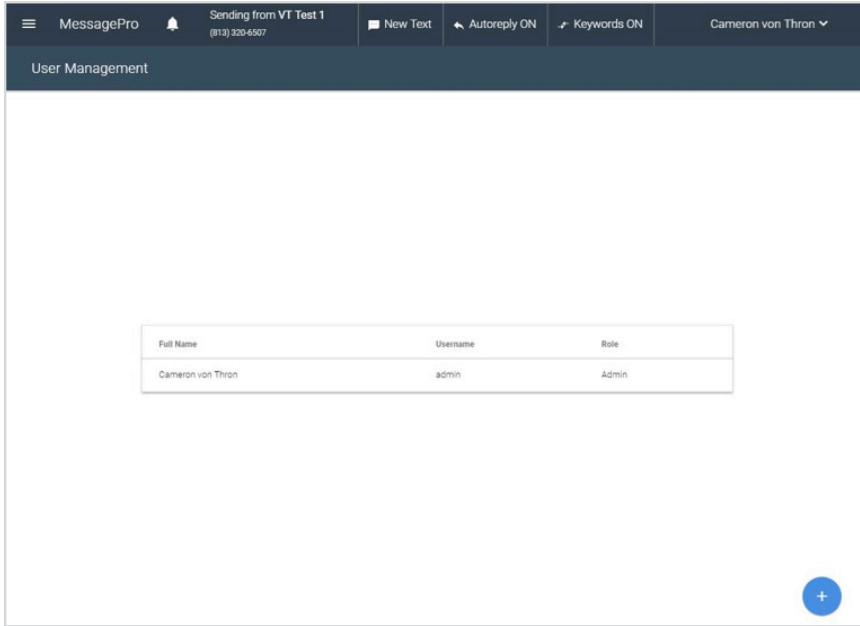 MessagePro
Sending from VT Test 1
(813) 320-6507
New Text
Autoreply ON
Keywords ON
Cameron von Thron
User Management
Full Name Username Role
Cameron von Thron admin Admin
+